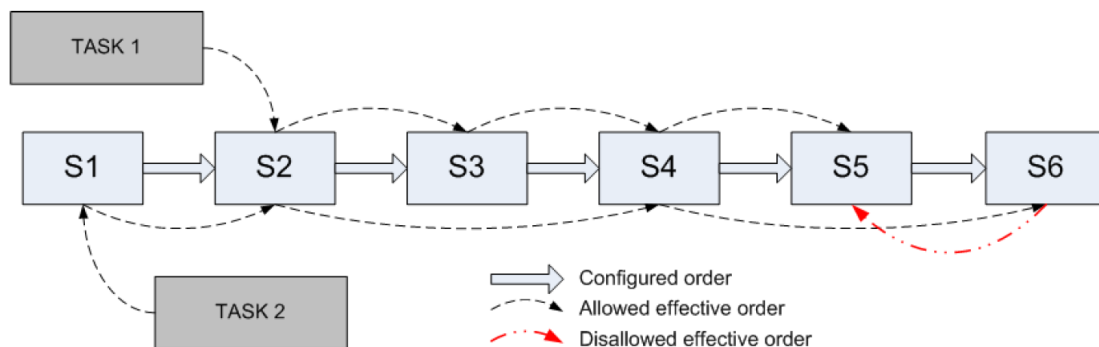 TASK 1
S1
S2
S3
S4
S5
S6
TASK 2
Configured order
Allowed effective order
Disallowed effective order